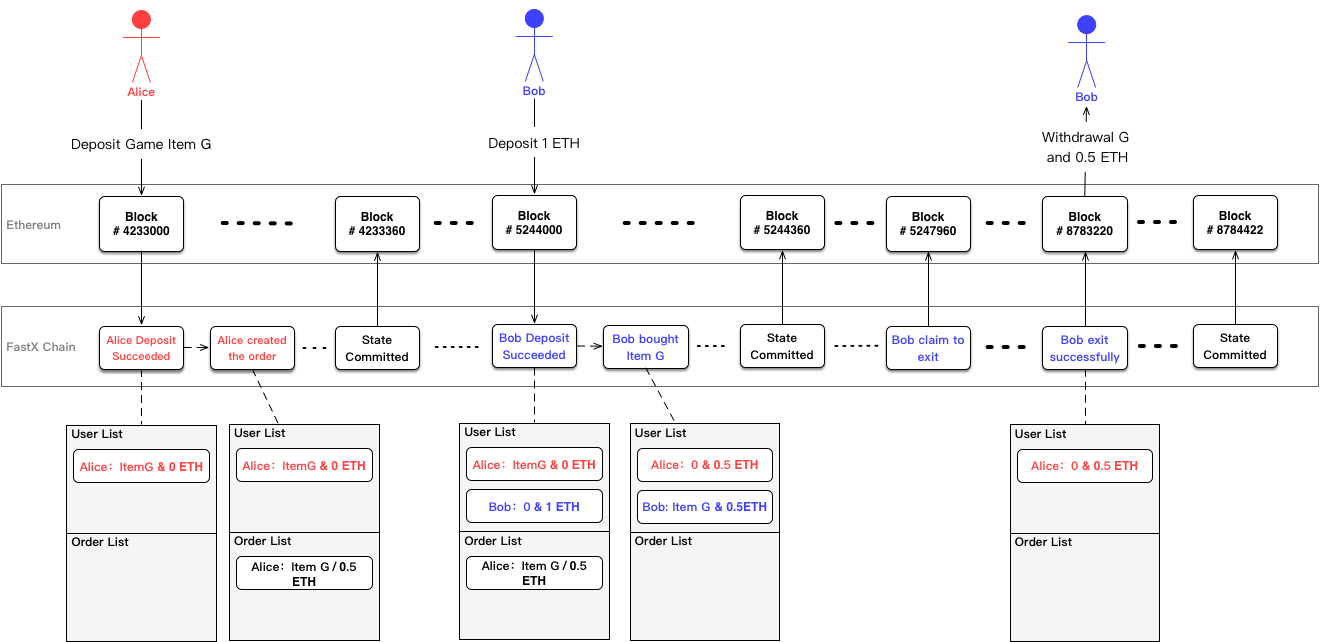 Alice
Bob
Bob
Deposit Game Item G
Deposit 1 ETH
Withdrawal G
and 0.5 ETH
Ethereum
Block
# 4233000
Block
# 4233360
Block
# 5244000
Block
# 5244360
Block
# 5247960
Block
# 8783220
Block
# 8784422
FastX Chain
Alice Deposit
Succeeded
Alice created
the order
State
Committed
Bob Deposit
Succeeded
Bob bought
Item G
State
Committed
Bob claim to
exit
Bob exit
successfully
State
Committed
User List
Alice： ItemG & 0 ETH
Order List
User List
Alice： ItemG & 0 ETH
Order List
Alice： Item G / 0.5
ETH
User List
Alice： ItemG & 0 ETH
Bob： 0 & 1 ETH
Order List
Alice： Item G / 0.5
ETH
User List
Alice： 0 & 0.5 ETH
Bob: Item G & 0.5ETH
Order List
User List
Alice： 0 & 0.5 ETH
Order List